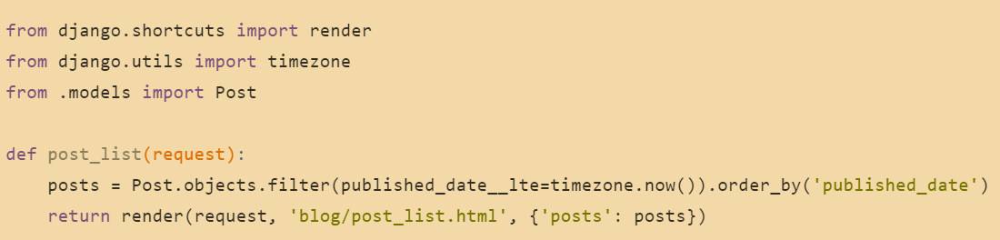 from django.shortcuts import render
from django.utils import timezone
from .models import Post

def post_list(request):
    posts = Post.objects.filter(published_date__lte=timezone.now()).order_by('published_date')
    return render(request, 'blog/post_list.html', {'posts': posts})